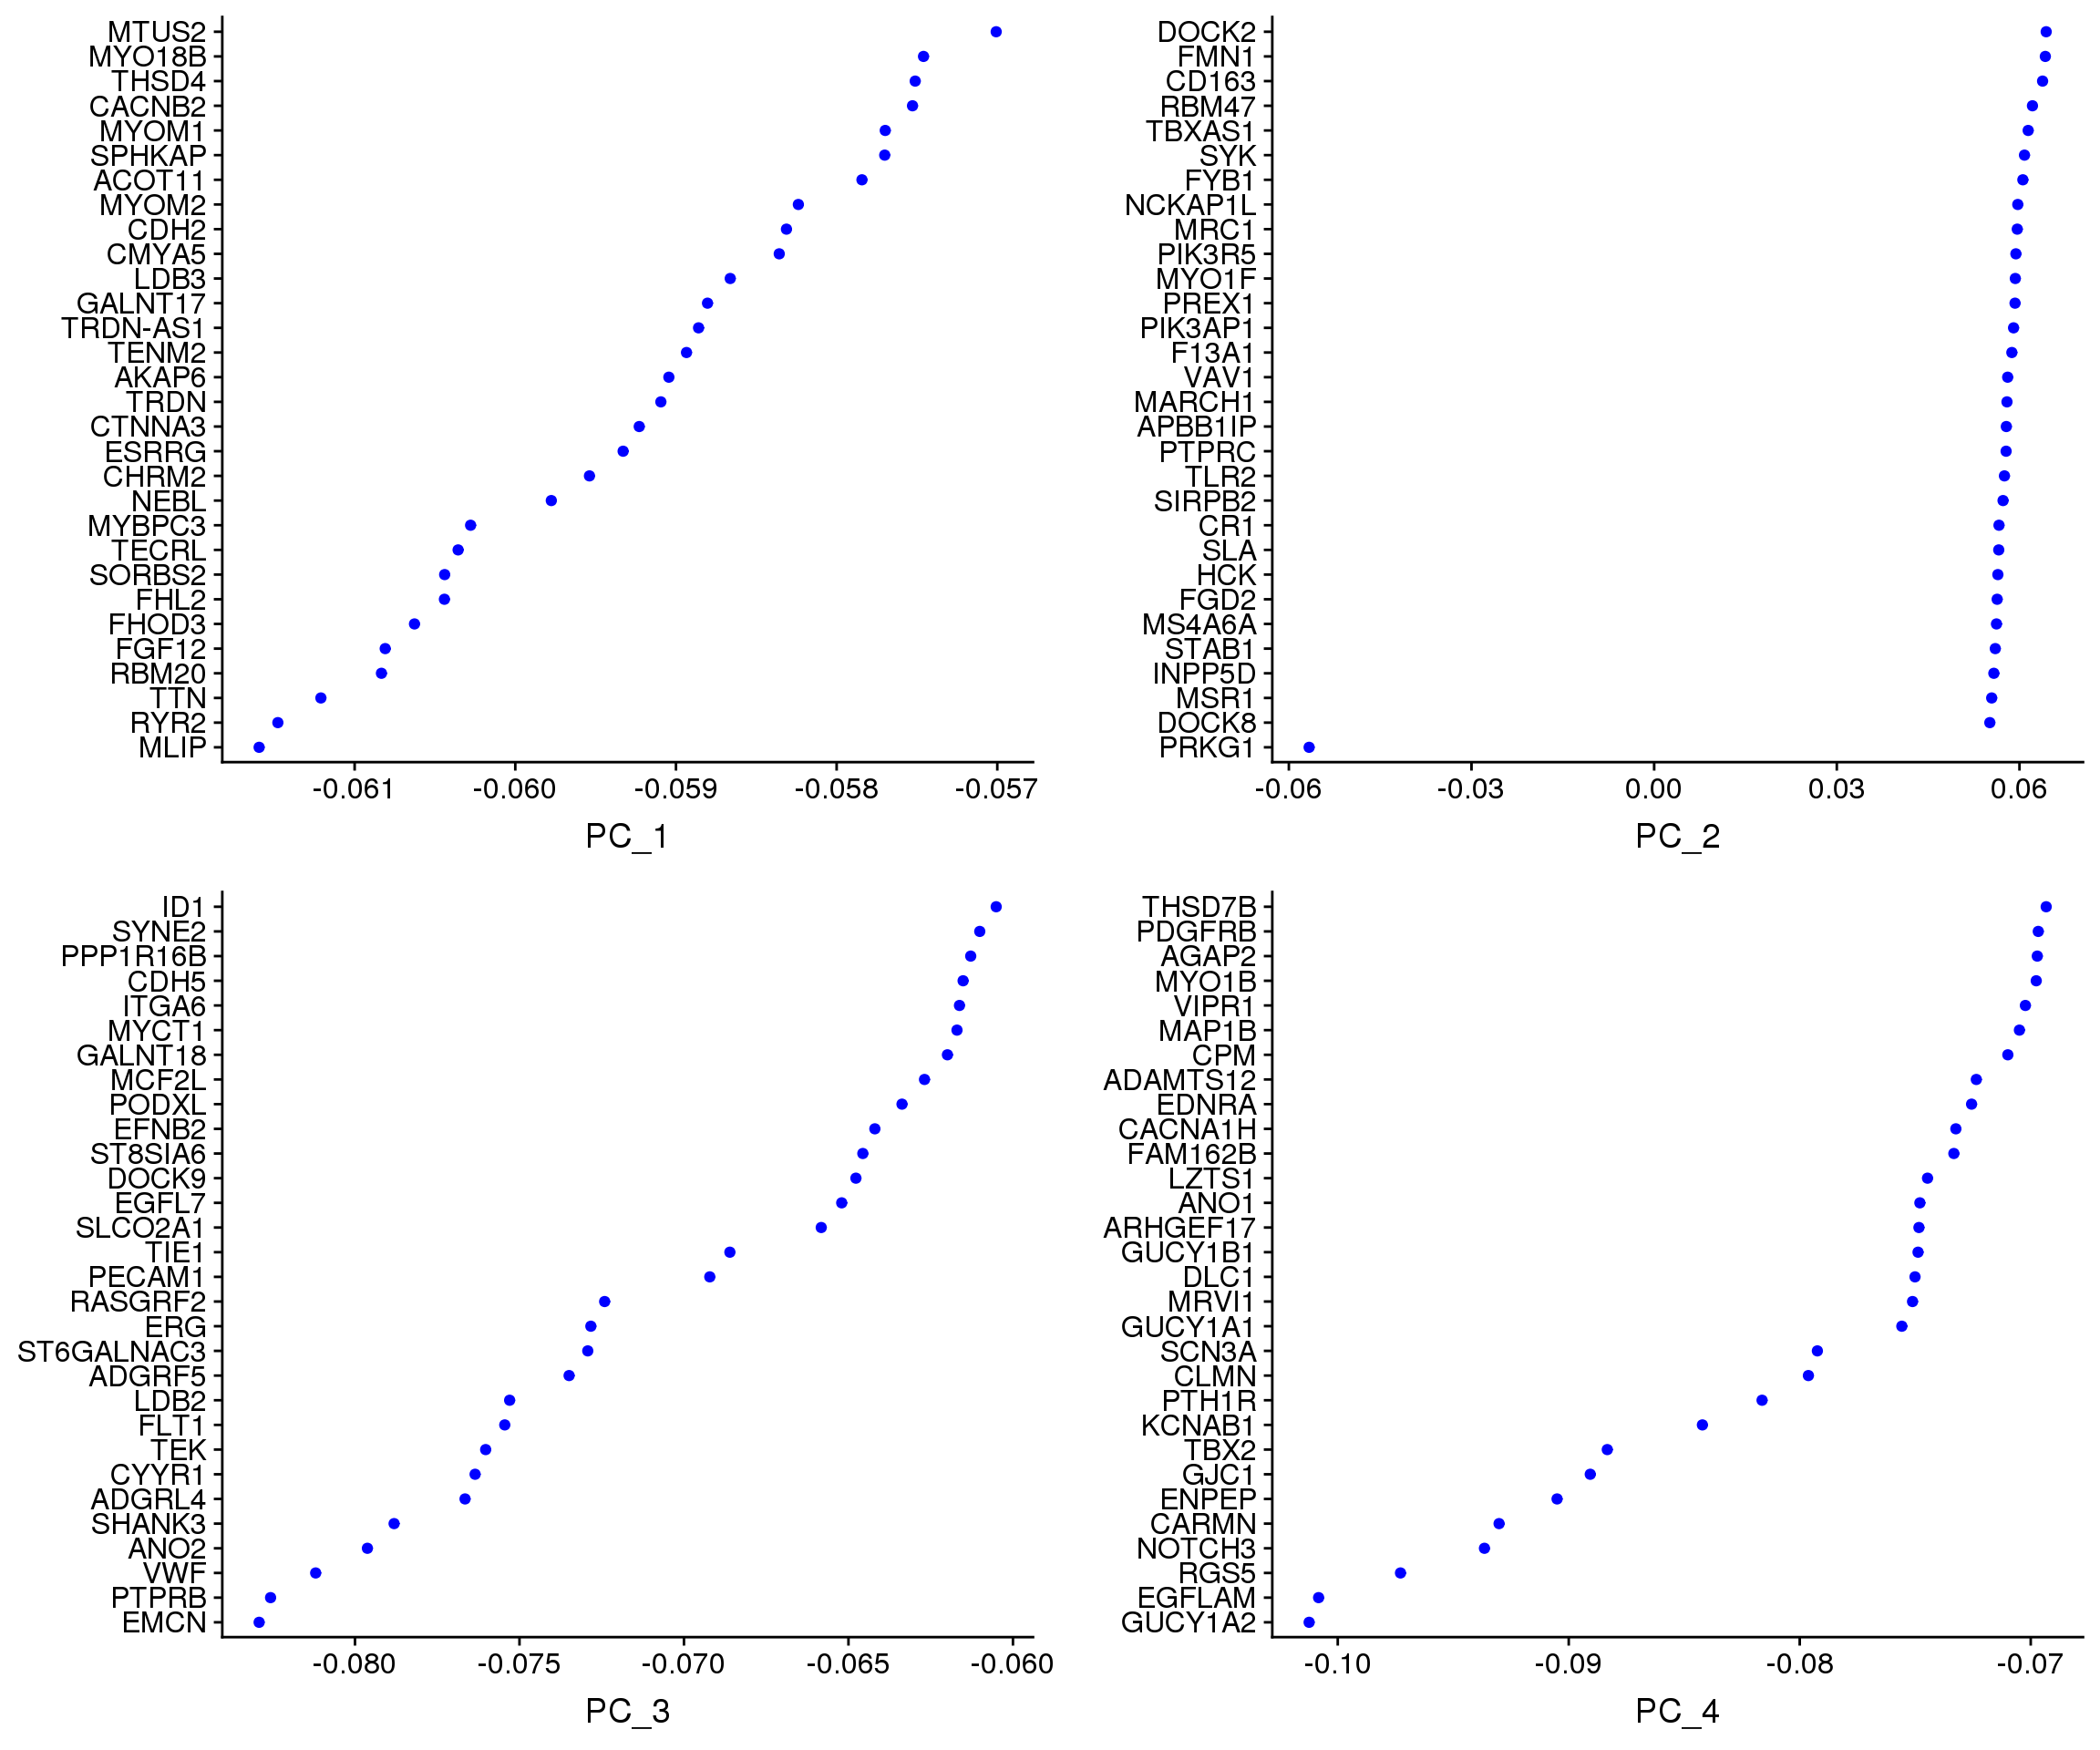 MTUS2
MYO18B
THSD4
CACNB2
MYOM1
SPHKAP
ACOT11
MYOM2
CDH2
CMYA5
LDB3
GALNT17
TRDN-AS1
TENM2
AKAP6
TRDN
CTNNA3
ESRRG
CHRM2
NEBL
MYBPC3
TECRL
SORBS2
FHL2
FHOD3
FGF12
RBM20
TTN
RYR2
MLIP
-0.061 -0.060 -0.059 -0.058 -0.057
PC_1
DOCK2
FMN1
CD163
RBM47
TBXAS1
SYK
FYB1
NCKAP1L
MRC1
PIK3R5
MYO1F
PREX1
PIK3AP1
F13A1
VAV1
MARCH1
APBB1IP
PTPRC
TLR2
SIRPB2
CR1
SLA
HCK
FGD2
MS4A6A
STAB1
INPP5D
MSR1
DOCK8
PRKG1
-0.06 -0.03 0.00 0.03 0.06
PC_2
ID1
SYNE2
PPP1R16B
CDH5
ITGA6
MYCT1
GALNT18
MCF2L
PODXL
EFNB2
ST8SIA6
DOCK9
EGFL7
SLCO2A1
TIE1
PECAM1
RASGRF2
ERG
ST6GALNAC3
ADGRF5
LDB2
FLT1
TEK
CYYR1
ADGRL4
SHANK3
ANO2
VWF
PTPRB
EMCN
-0.080 -0.075 -0.070 -0.065 -0.060
PC_3
THSD7B
PDGFRB
AGAP2
MYO1B
VIPR1
MAP1B
CPM
ADAMTS12
EDNRA
CACNA1H
FAM162B
LZTS1
ANO1
ARHGEF17
GUCY1B1
DLC1
MRVI1
GUCY1A1
SCN3A
CLMN
PTH1R
KCNAB1
TBX2
GJC1
ENPEP
CARMN
NOTCH3
RGS5
EGFLAM
GUCY1A2
-0.10 -0.09 -0.08 -0.07
PC_4